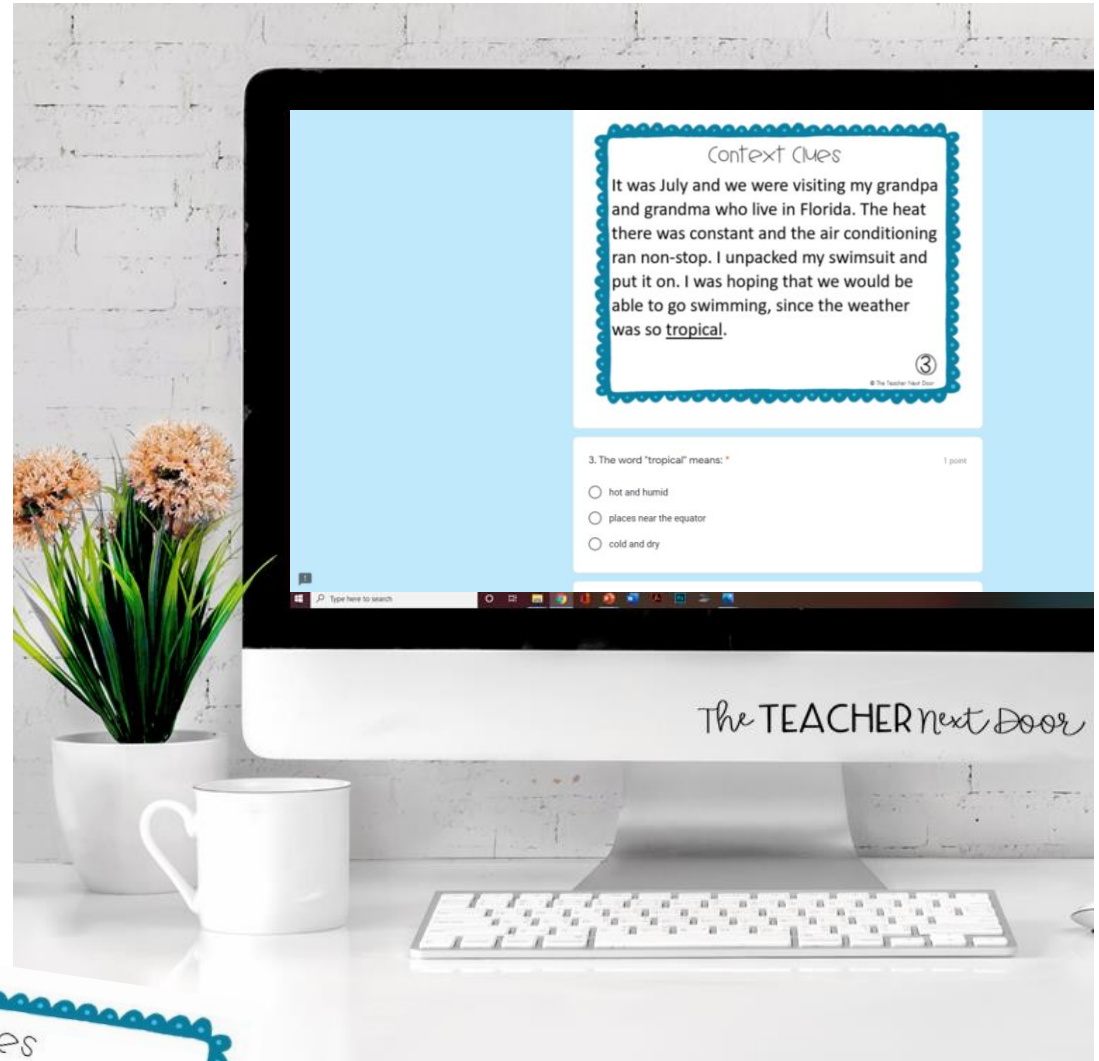 Context Clues
It was July and we were visiting my grandpa
and grandma who live in Florida. The heat
there was constant and the air conditioning
ran non-stop. I unpacked my swimsuit and
put it on. I was hoping that we would be
able to go swimming, since the weather
was so tropical.
3
© The Teacher Next Door
3. The word "tropical" means: *
1 point
hot and humid
places near the equator
cold and dry
Type here to search
The TEACHER Next Door
es